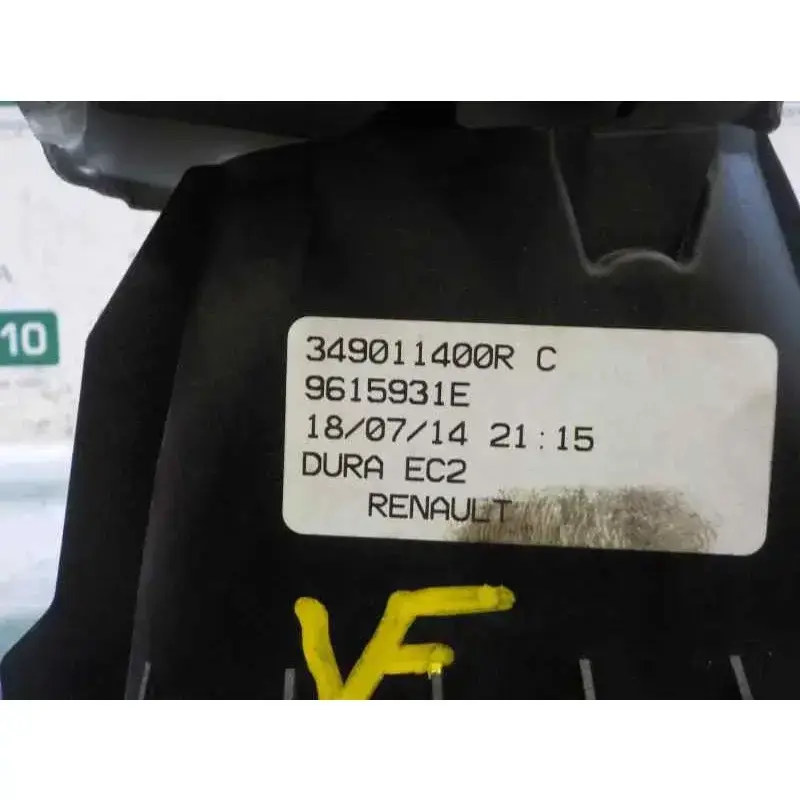 10
349011400R C
9615931E
18/07/14 21:15
DURA EC2
RENAULT
VF